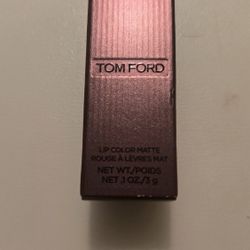 TOM FORD
LIP COLOR MATTE
ROUGE À LÈVRES MAT
NET WT./POIDS
NET .1 OZ./3 g